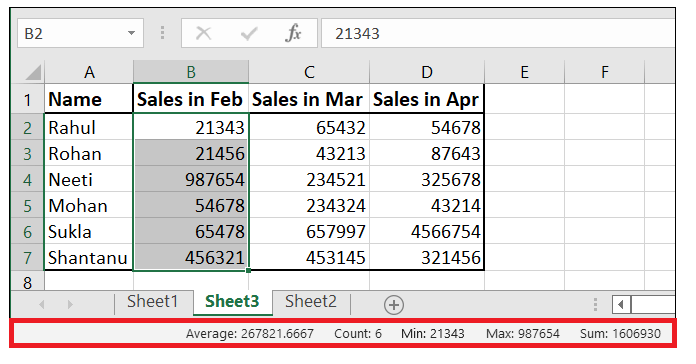 B2 fx 21343
A B C D E F
1 Name Sales in Feb Sales in Mar Sales in Apr
2 Rahul 21343 65432 54678
3 Rohan 21456 43213 87643
4 Neeti 987654 234521 325678
5 Mohan 54678 234324 43214
6 Sukla 65478 657997 4566754
7 Shantanu 456321 453145 321456
8
Sheet1 Sheet3 Sheet2
Average: 267821.6667 Count: 6 Min: 21343 Max: 987654 Sum: 1606930